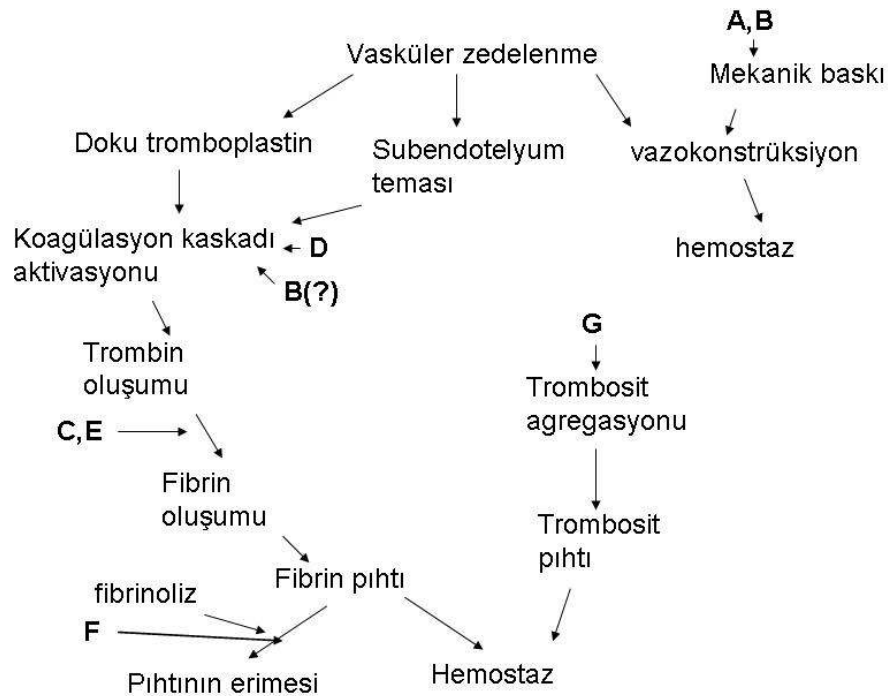 A,B
Vasküler zedelenme
Mekanik baskı
Doku tromboplastin
Subendotelyum
teması
vazokonstrüksiyon
Koagülasyon kaskadı
aktivasyonu
D
hemostaz
B(?)
Trombin
oluşumu
G
Trombosit
agregasyonu
C,E
Fibrin
oluşumu
Trombosit
pıhtı
Fibrin pıhtı
fibrinoliz
F
Pıhtının erimesi
Hemostaz